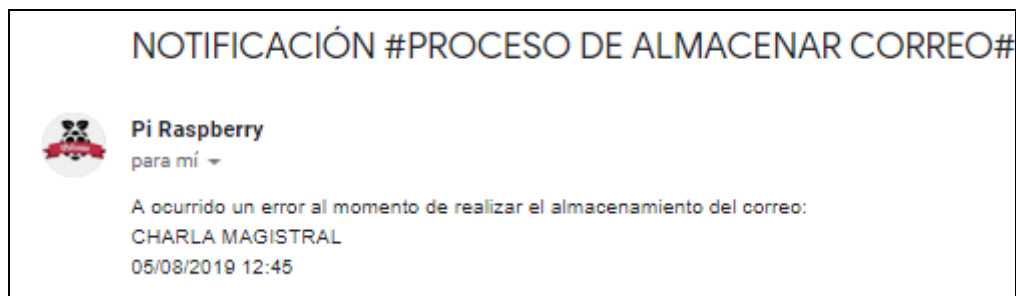 NOTIFICACIÓN #PROCESO DE ALMACENAR CORREO#
Pi Raspberry
para mí
A ocurrido un error al momento de realizar el almacenamiento del correo:
CHARLA MAGISTRAL
05/08/2019 12:45